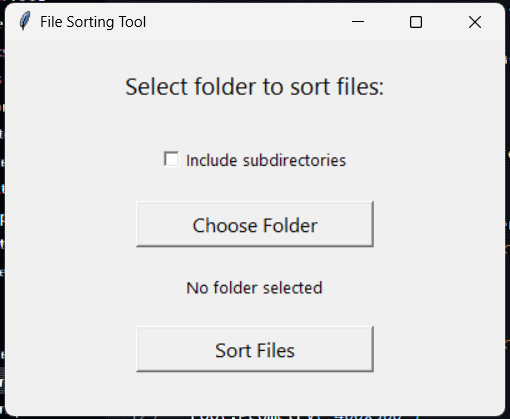 File Sorting Tool
Select folder to sort files:
Include subdirectories
Choose Folder
No folder selected
Sort Files